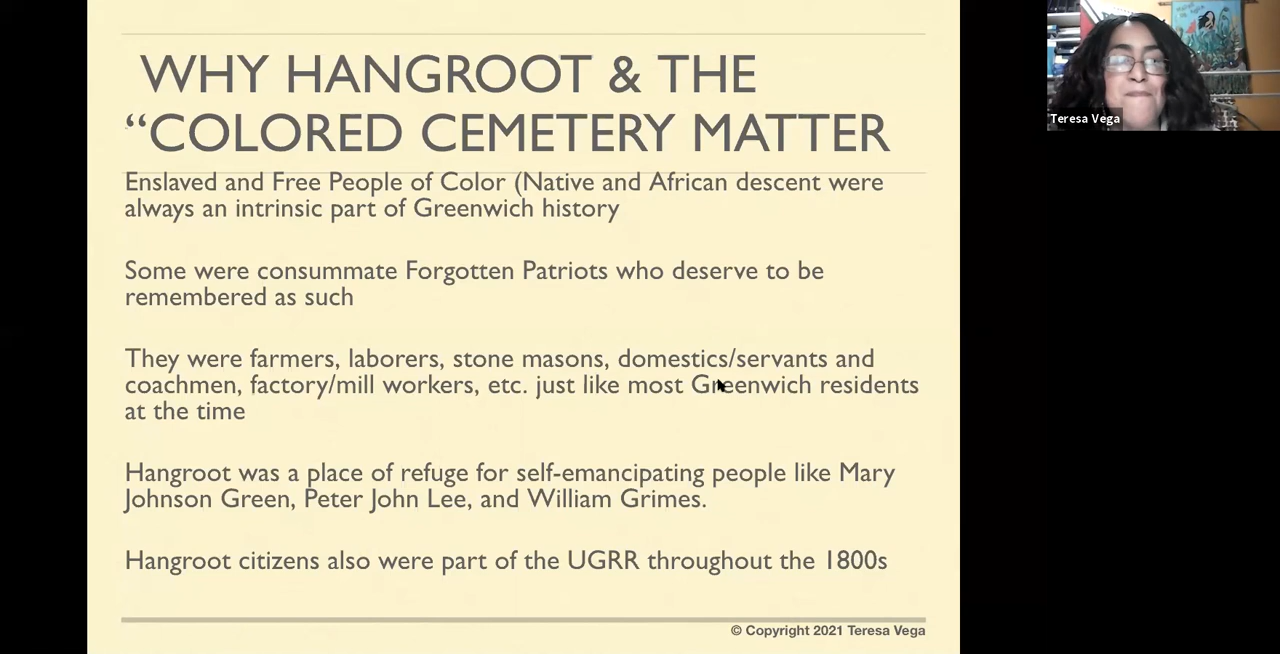 WHY HANGROOT & THE
“COLORED CEMETERY MATTER
Enslaved and Free People of Color (Native and African descent were
always an intrinsic part of Greenwich history
Some were consummate Forgotten Patriots who deserve to be
remembered as such
They were farmers, laborers, stone masons, domestics/servants and
coachmen, factory/mill workers, etc. just like most Greenwich residents
at the time
Hangroot was a place of refuge for self-emancipating people like Mary
Johnson Green, Peter John Lee, and William Grimes.
Hangroot citizens also were part of the UGRR throughout the 1800s
© Copyright 2021 Teresa Vega
Teresa Vega